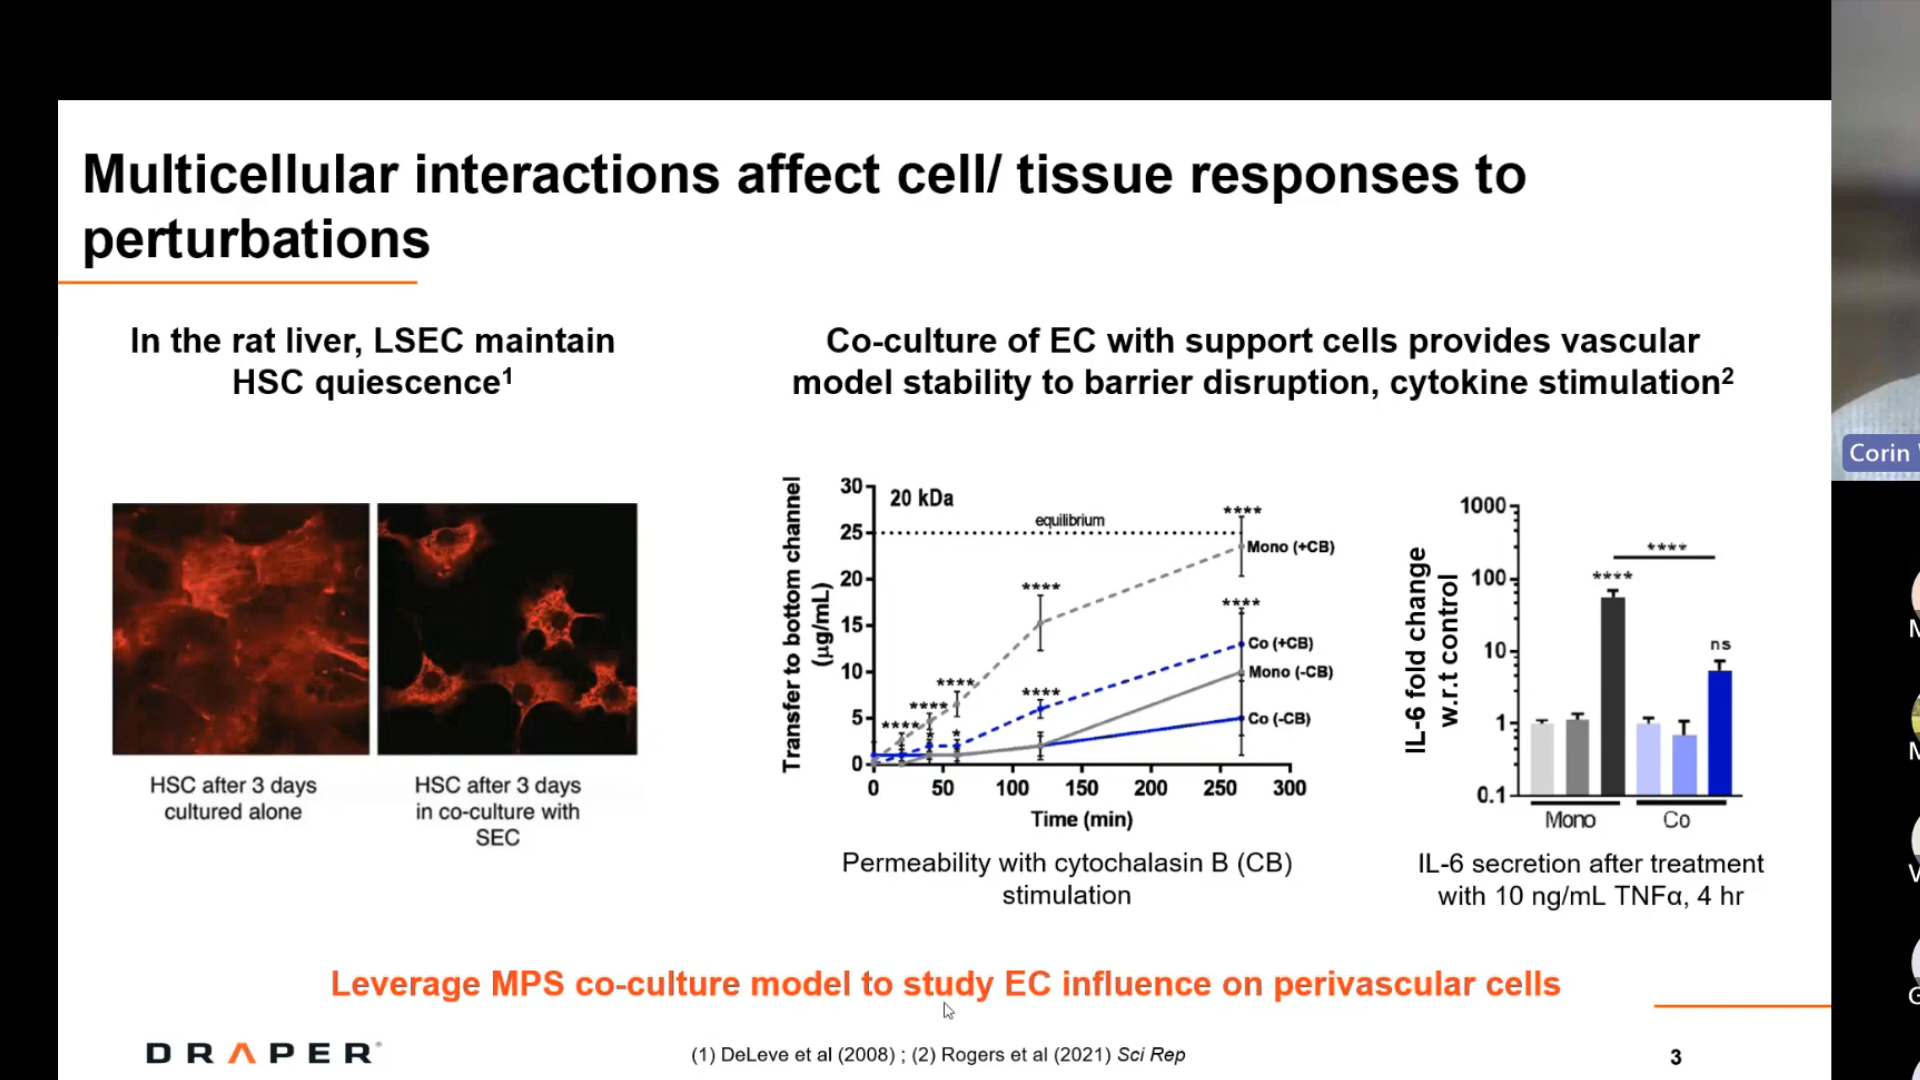 Multicellular interactions affect cell/ tissue responses to
perturbations
In the rat liver, LSEC maintain
HSC quiescence1
Co-culture of EC with support cells provides vascular
model stability to barrier disruption, cytokine stimulation2
HSC after 3 days
cultured alone
HSC after 3 days
in co-culture with
SEC
Transfer to bottom channel
(µg/mL)
30
25
20
15
10
5
0
20 kDa
equilibrium
****
****
****
****
****
****
****
*
Mono (+CB)
Co (+CB)
Mono (-CB)
Co (-CB)
0 50 100 150 200 250 300
Time (min)
Permeability with cytochalasin B (CB)
stimulation
IL-6 fold change
w.r.t control
1000
100
10
1
0.1
****
****
ns
Mono Co
IL-6 secretion after treatment
with 10 ng/mL TNFα, 4 hr
Leverage MPS co-culture model to study EC influence on perivascular cells
DRAPER
(1) DeLeve et al (2008) ; (2) Rogers et al (2021) Sci Rep
3
Corin